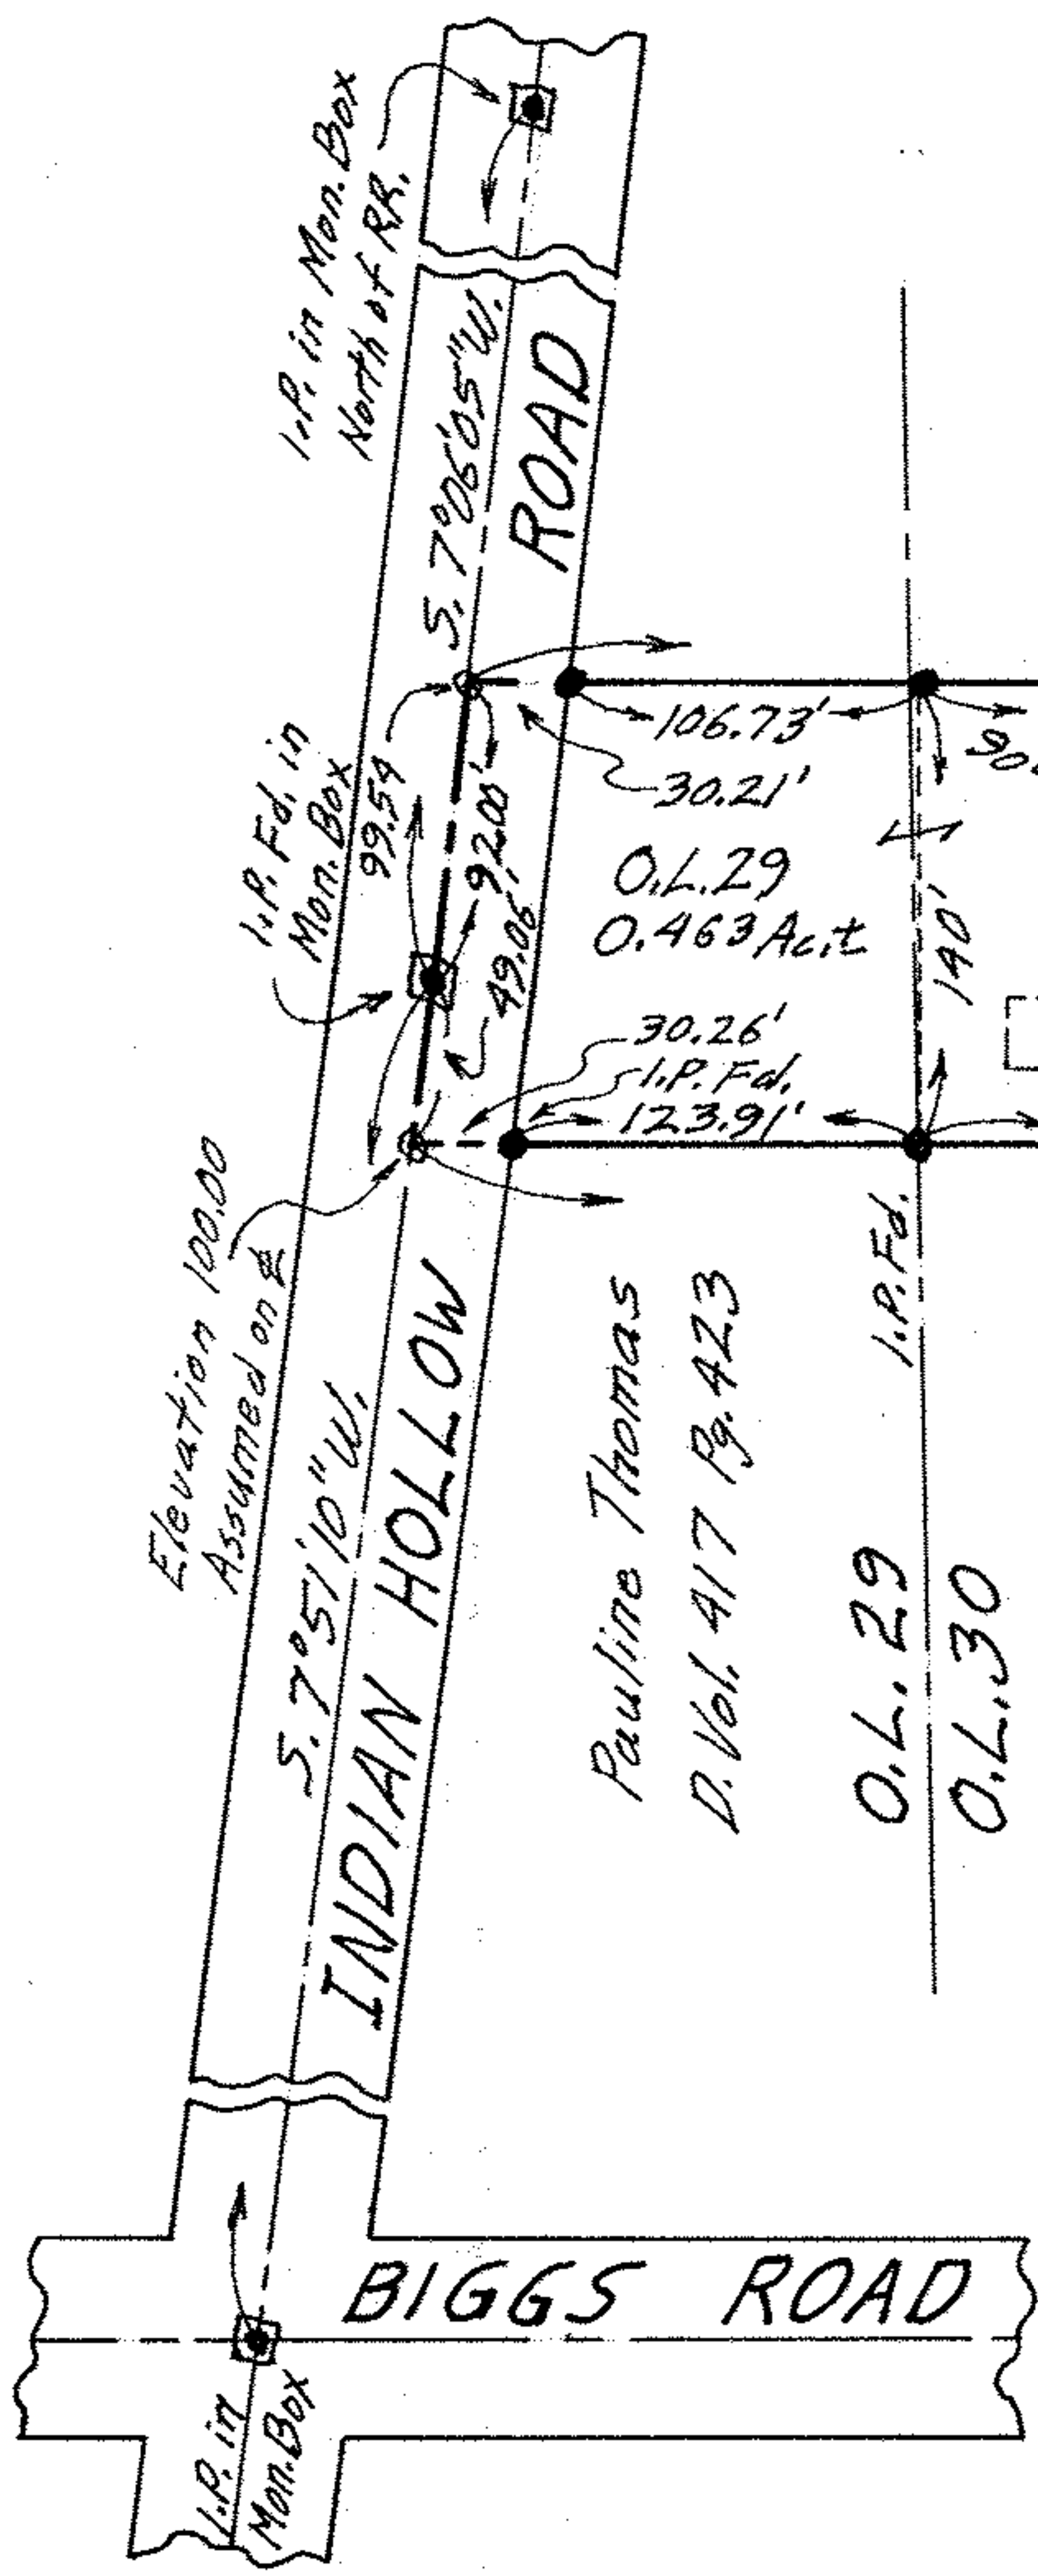 I.P. in Mon. Box
North of RR.
S. 7°06'05"W.
ROAD
I.P. Fd. in
Mon. Box
99.54
92.00'
49.06'
106.73'
30.21'
O.L. 29
0.463 Ac.±
140'
30.26'
I.P. Fd.
123.91'
Elevation 100.00
Assumed on ℄
S. 7°51'10"W.
INDIAN HOLLOW
Pauline Thomas
D. Vol. 417 Pg. 423
I.P. Fd.
O.L. 29
O.L. 30
BIGGS ROAD
I.P. in
Mon. Box